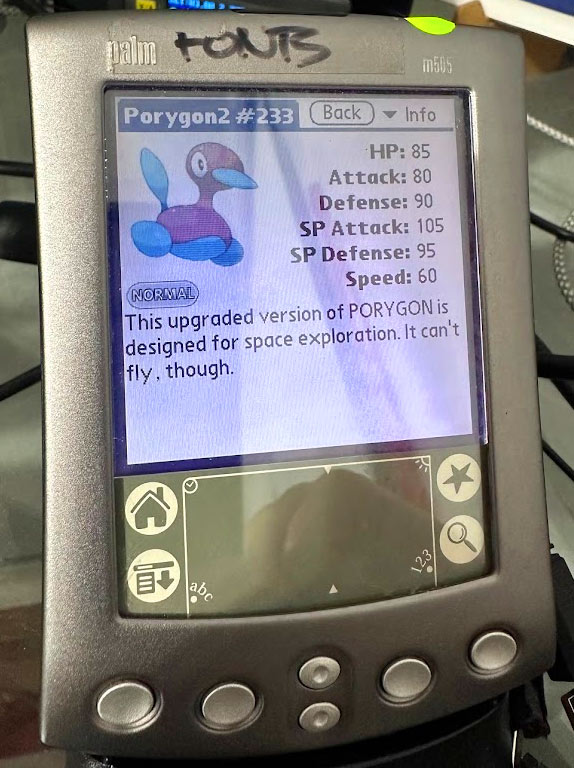 palm FONTS m505
Porygon2 #233 Back Info
HP: 85
Attack: 80
Defense: 90
SP Attack: 105
SP Defense: 95
Speed: 60
NORMAL
This upgraded version of PORYGON is
designed for space exploration. It can't
fly, though.
abc 123